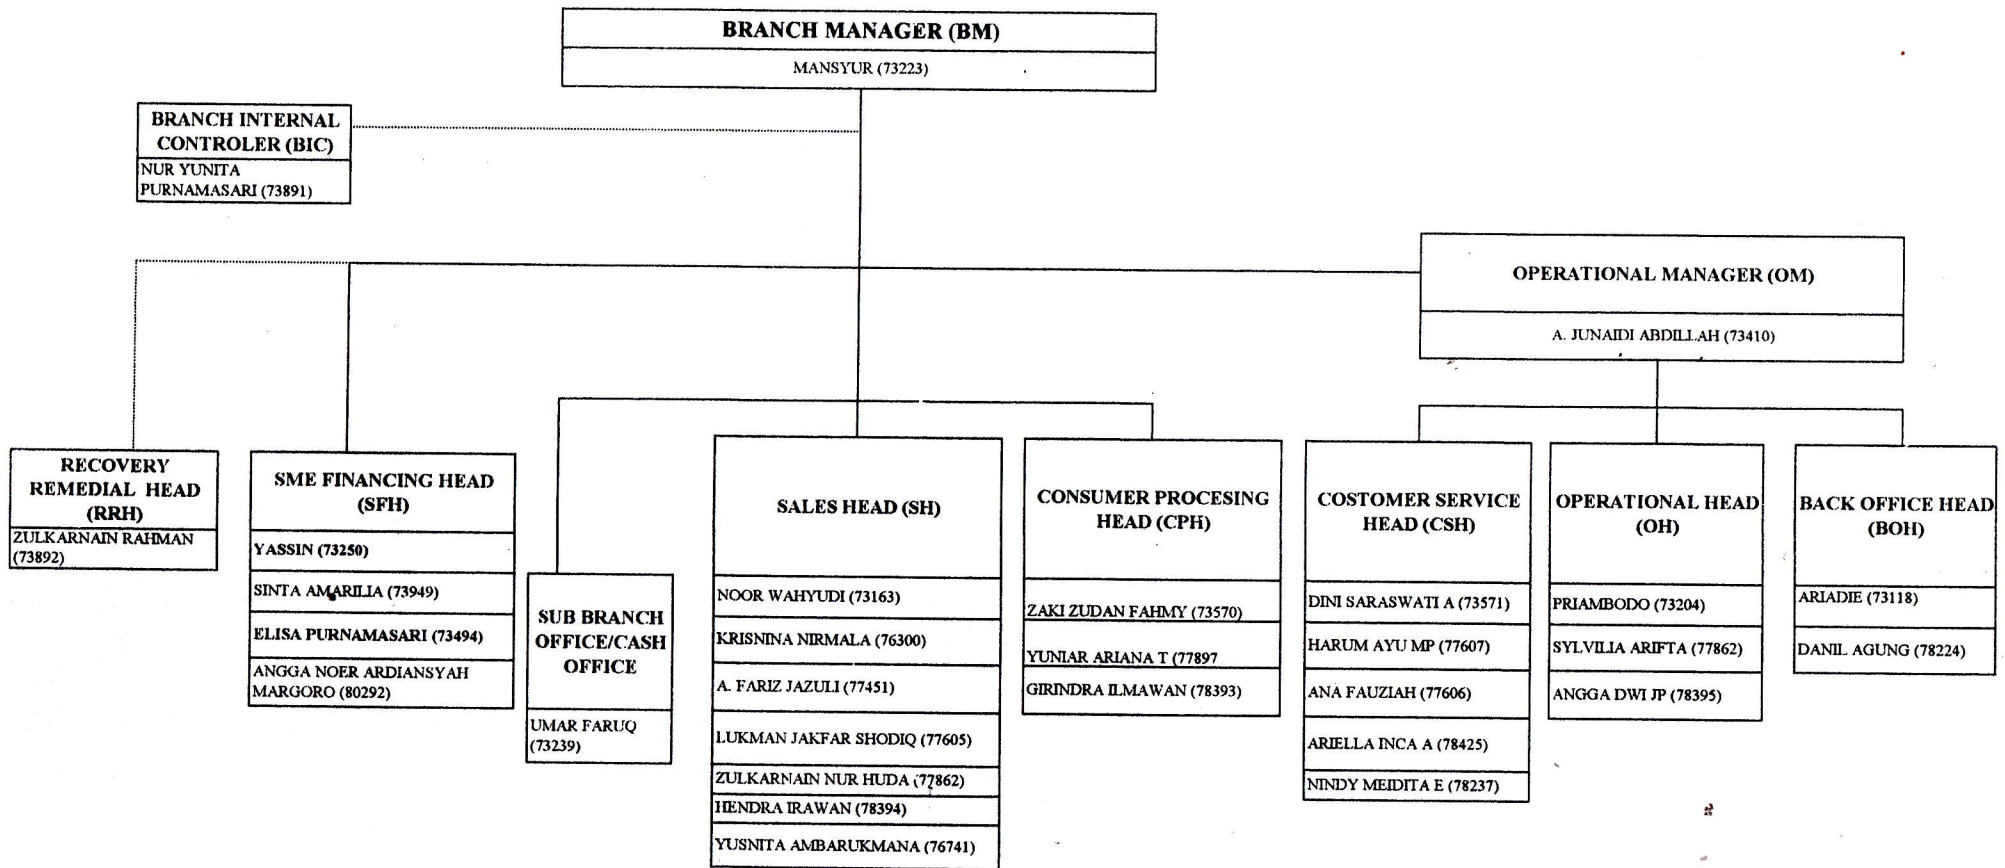 BRANCH MANAGER (BM)
MANSYUR (73223)
BRANCH INTERNAL
CONTROLER (BIC)
NUR YUNITA
PURNAMASARI (73891)
OPERATIONAL MANAGER (OM)
A. JUNAIDI ABDILLAH (73410)
RECOVERY
REMEDIAL HEAD
(RRH)
ZULKARNAIN RAHMAN
(73892)
SME FINANCING HEAD
(SFH)
YASSIN (73250)
SINTA AMARILIA (73949)
ELISA PURNAMASARI (73494)
ANGGA NOER ARDIANSYAH
MARGORO (80292)
SUB BRANCH
OFFICE/CASH
OFFICE
UMAR FARUQ
(73239)
SALES HEAD (SH)
NOOR WAHYUDI (73163)
KRISNINA NIRMALA (76300)
A. FARIZ JAZULI (77451)
LUKMAN JAKFAR SHODIQ (77605)
ZULKARNAIN NUR HUDA (77862)
HENDRA IRAWAN (78394)
YUSNITA AMBARUKMANA (76741)
CONSUMER PROCESING
HEAD (CPH)
ZAKI ZUDAN FAHMY (73570)
YUNIAR ARIANA T (77897
GIRINDRA ILMAWAN (78393)
COSTOMER SERVICE
HEAD (CSH)
DINI SARASWATI A (73571)
HARUM AYU MP (77607)
ANA FAUZIAH (77606)
ARIELLA INCA A (78425)
NINDY MEIDITA E (78237)
OPERATIONAL HEAD
(OH)
PRIAMBODO (73204)
SYLVILIA ARIFTA (77862)
ANGGA DWI JP (78395)
BACK OFFICE HEAD
(BOH)
ARIADIE (73118)
DANIL AGUNG (78224)